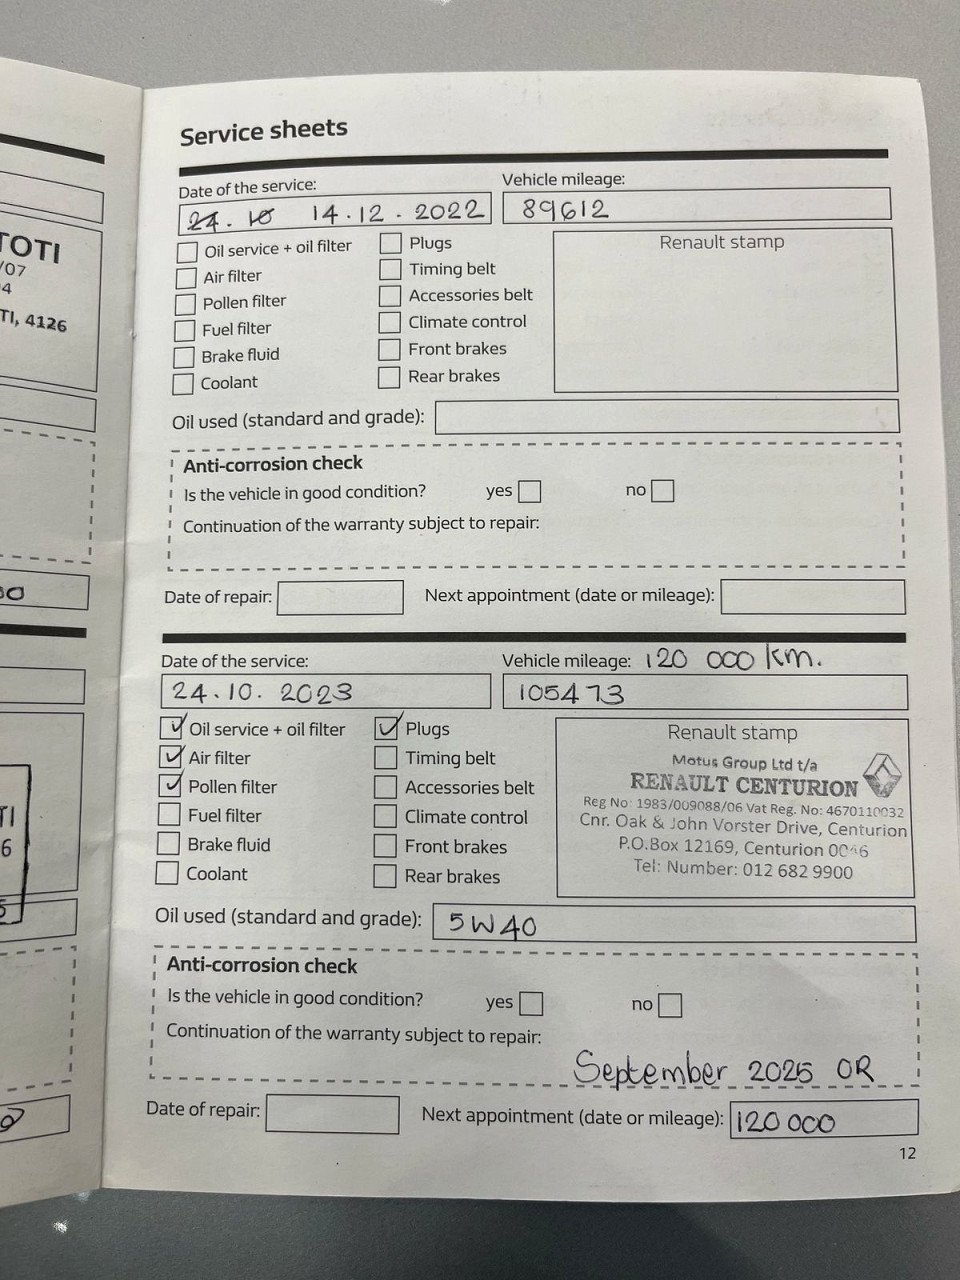 TOTI
/07
4
TI, 4126
TI
6
Service sheets
Date of the service:
Vehicle mileage:
24.10 14.12.2022
89612
Oil service + oil filter
Plugs
Renault stamp
Air filter
Timing belt
Pollen filter
Accessories belt
Fuel filter
Climate control
Brake fluid
Front brakes
Coolant
Rear brakes
Oil used (standard and grade):
Anti-corrosion check
Is the vehicle in good condition? yes no
Continuation of the warranty subject to repair:
Date of repair:
Next appointment (date or mileage):
Date of the service:
Vehicle mileage: 120 000 km.
24.10.2023
105473
Oil service + oil filter
Plugs
Renault stamp
Air filter
Timing belt
Pollen filter
Accessories belt
Fuel filter
Climate control
Brake fluid
Front brakes
Coolant
Rear brakes
Motus Group Ltd t/a
RENAULT CENTURION
Reg No: 1983/009088/06 Vat Reg. No: 4670110032
Cnr. Oak & John Vorster Drive, Centurion
P.O.Box 12169, Centurion 0046
Tel: Number: 012 682 9900
Oil used (standard and grade): 5W40
Anti-corrosion check
Is the vehicle in good condition? yes no
Continuation of the warranty subject to repair:
September 2025 OR
Date of repair:
Next appointment (date or mileage): 120 000
12